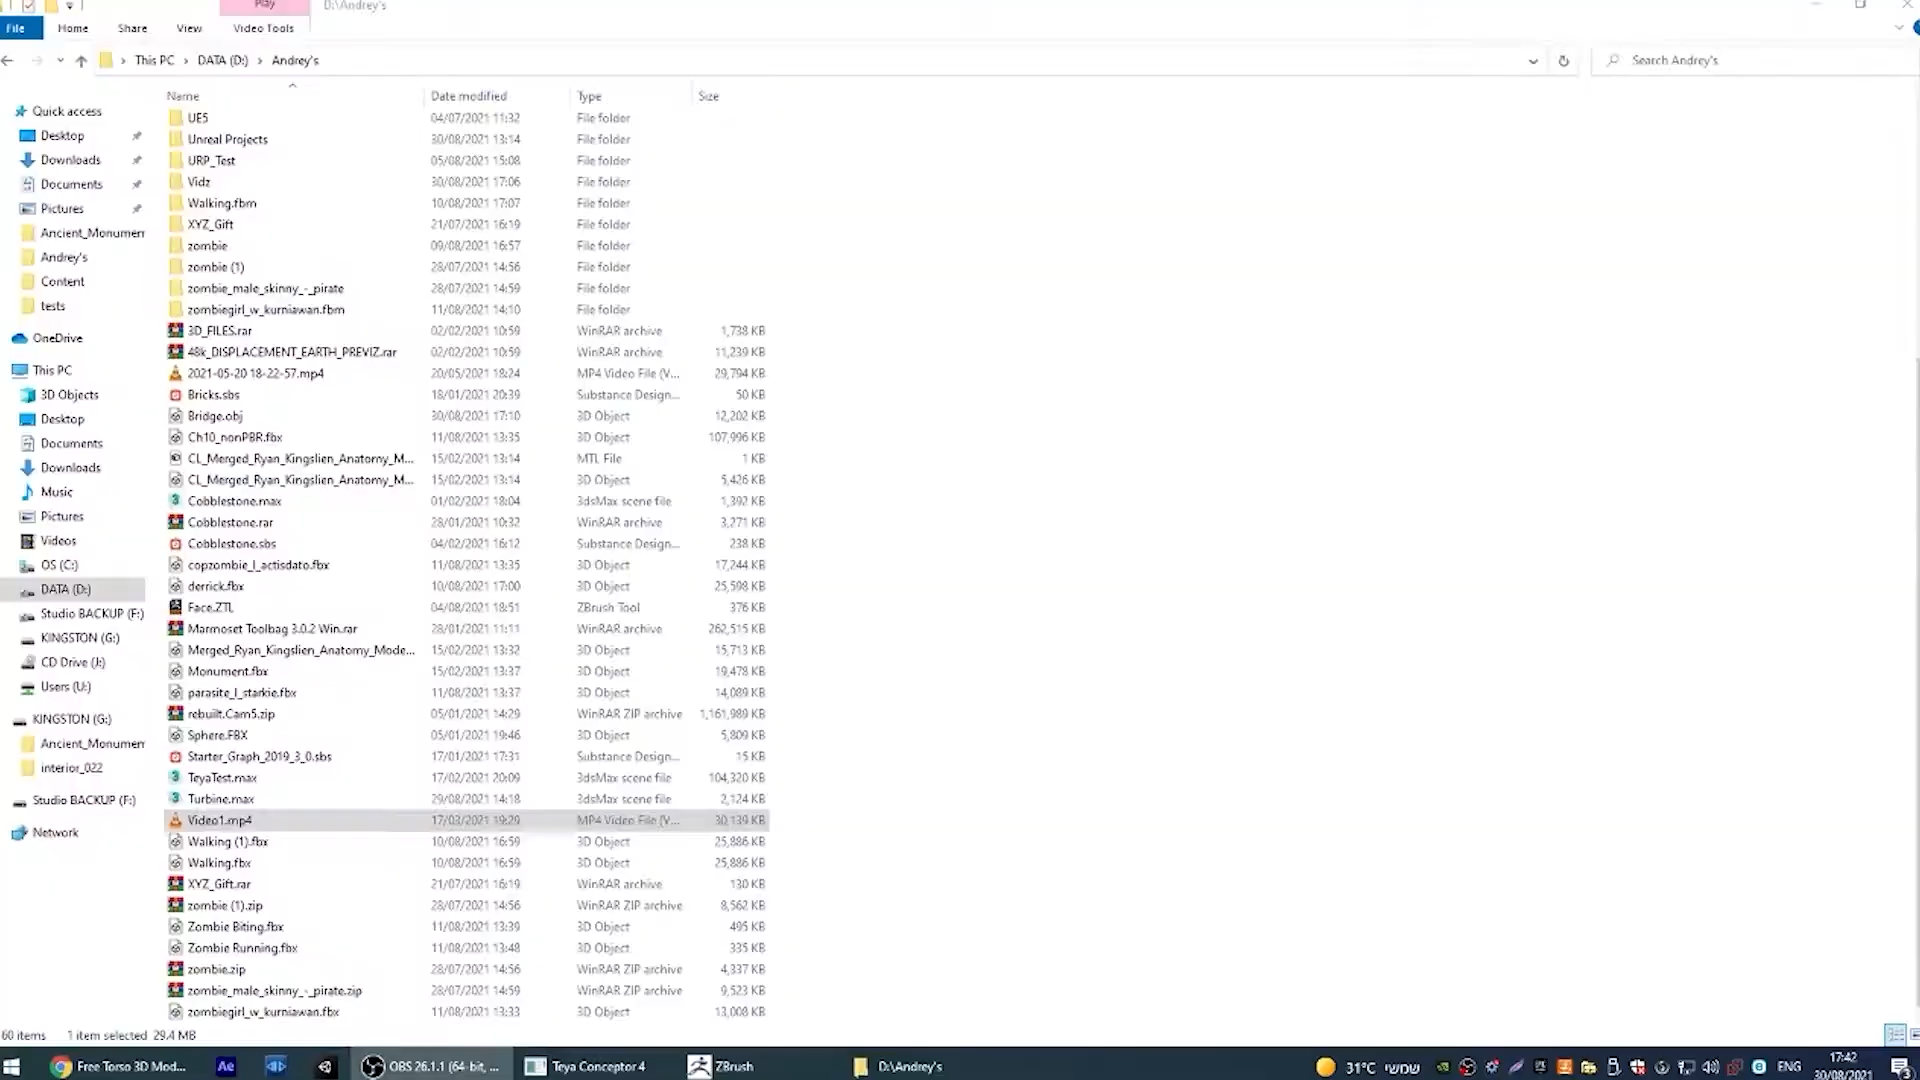 Play D:\Andrey's
File Home Share View Video Tools
This PC DATA (D:) Andrey's Search Andrey's
Name Date modified Type Size
Quick access
Desktop
Downloads
Documents
Pictures
Ancient_Monumen
Andrey's
Content
tests
OneDrive
This PC
3D Objects
Desktop
Documents
Downloads
Music
Pictures
Videos
OS (C:)
DATA (D:)
Studio BACKUP (F:)
KINGSTON (G:)
CD Drive (J:)
Users (U:)
KINGSTON (G:)
Ancient_Monumen
interior_022
Studio BACKUP (F:)
Network
UE5 04/07/2021 11:32 File folder
Unreal Projects 30/08/2021 13:14 File folder
URP_Test 05/08/2021 15:08 File folder
Vidz 30/08/2021 17:06 File folder
Walking.fbm 10/08/2021 17:07 File folder
XYZ_Gift 21/07/2021 16:19 File folder
zombie 09/08/2021 16:57 File folder
zombie (1) 28/07/2021 14:56 File folder
zombie_male_skinny_-_pirate 28/07/2021 14:59 File folder
zombiegirl_w_kurniawan.fbm 11/08/2021 14:10 File folder
3D_FILES.rar 02/02/2021 10:59 WinRAR archive 1,738 KB
48k_DISPLACEMENT_EARTH_PREVIZ.rar 02/02/2021 10:59 WinRAR archive 11,239 KB
2021-05-20 18-22-57.mp4 20/05/2021 18:24 MP4 Video File (V... 29,794 KB
Bricks.sbs 18/01/2021 20:39 Substance Design... 50 KB
Bridge.obj 30/08/2021 17:10 3D Object 12,202 KB
Ch10_nonPBR.fbx 11/08/2021 13:35 3D Object 107,996 KB
CL_Merged_Ryan_Kingslien_Anatomy_M... 15/02/2021 13:14 MTL File 1 KB
CL_Merged_Ryan_Kingslien_Anatomy_M... 15/02/2021 13:14 3D Object 5,426 KB
Cobblestone.max 01/02/2021 18:04 3dsMax scene file 1,392 KB
Cobblestone.rar 28/01/2021 10:32 WinRAR archive 3,271 KB
Cobblestone.sbs 04/02/2021 16:12 Substance Design... 238 KB
copzombie_l_actisdato.fbx 11/08/2021 13:35 3D Object 17,244 KB
derrick.fbx 10/08/2021 17:00 3D Object 25,598 KB
Face.ZTL 04/08/2021 18:51 ZBrush Tool 376 KB
Marmoset Toolbag 3.0.2 Win.rar 28/01/2021 11:11 WinRAR archive 262,515 KB
Merged_Ryan_Kingslien_Anatomy_Mode... 15/02/2021 13:32 3D Object 15,713 KB
Monument.fbx 15/02/2021 13:37 3D Object 19,478 KB
parasite_l_starkie.fbx 11/08/2021 13:37 3D Object 14,089 KB
rebuilt.Cam5.zip 05/01/2021 14:29 WinRAR ZIP archive 1,161,989 KB
Sphere.FBX 05/01/2021 19:46 3D Object 5,809 KB
Starter_Graph_2019_3_0.sbs 17/01/2021 17:31 Substance Design... 15 KB
TeyaTest.max 17/02/2021 20:09 3dsMax scene file 104,320 KB
Turbine.max 29/08/2021 14:18 3dsMax scene file 2,124 KB
Video1.mp4 17/03/2021 19:29 MP4 Video File (V... 30,139 KB
Walking (1).fbx 10/08/2021 16:59 3D Object 25,886 KB
Walking.fbx 10/08/2021 16:59 3D Object 25,886 KB
XYZ_Gift.rar 21/07/2021 16:19 WinRAR archive 130 KB
zombie (1).zip 28/07/2021 14:56 WinRAR ZIP archive 8,562 KB
Zombie Biting.fbx 11/08/2021 13:39 3D Object 495 KB
Zombie Running.fbx 11/08/2021 13:48 3D Object 335 KB
zombie.zip 28/07/2021 14:56 WinRAR ZIP archive 4,337 KB
zombie_male_skinny_-_pirate.zip 28/07/2021 14:59 WinRAR ZIP archive 9,523 KB
zombiegirl_w_kurniawan.fbx 11/08/2021 13:33 3D Object 13,008 KB
60 items 1 item selected 29.4 MB
Free Torso 3D Mod... Ae OBS 26.1.1 (64-bit, ... Teya Conceptor 4 ZBrush D:\Andrey's 31°C שמשי ENG 17:42
30/08/2021 3